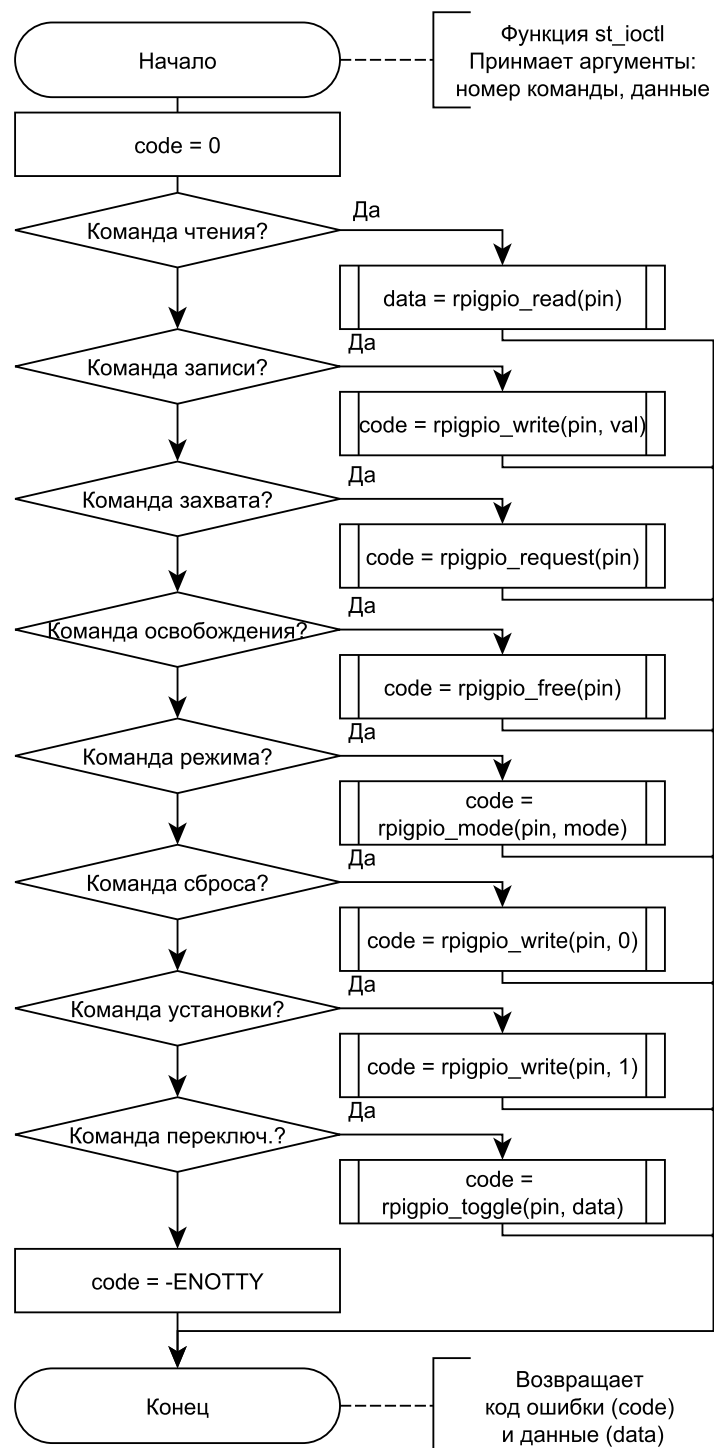 Начало
Функция st_ioctl
Принмает аргументы:
номер команды, данные
code = 0
Команда чтения?
Да
data = rpigpio_read(pin)
Команда записи?
Да
code = rpigpio_write(pin, val)
Команда захвата?
Да
code = rpigpio_request(pin)
Команда освобождения?
Да
code = rpigpio_free(pin)
Команда режима?
Да
code =
rpigpio_mode(pin, mode)
Команда сброса?
Да
code = rpigpio_write(pin, 0)
Команда установки?
Да
code = rpigpio_write(pin, 1)
Команда переключ.?
Да
code =
rpigpio_toggle(pin, data)
code = -ENOTTY
Конец
Возвращает
код ошибки (code)
и данные (data)